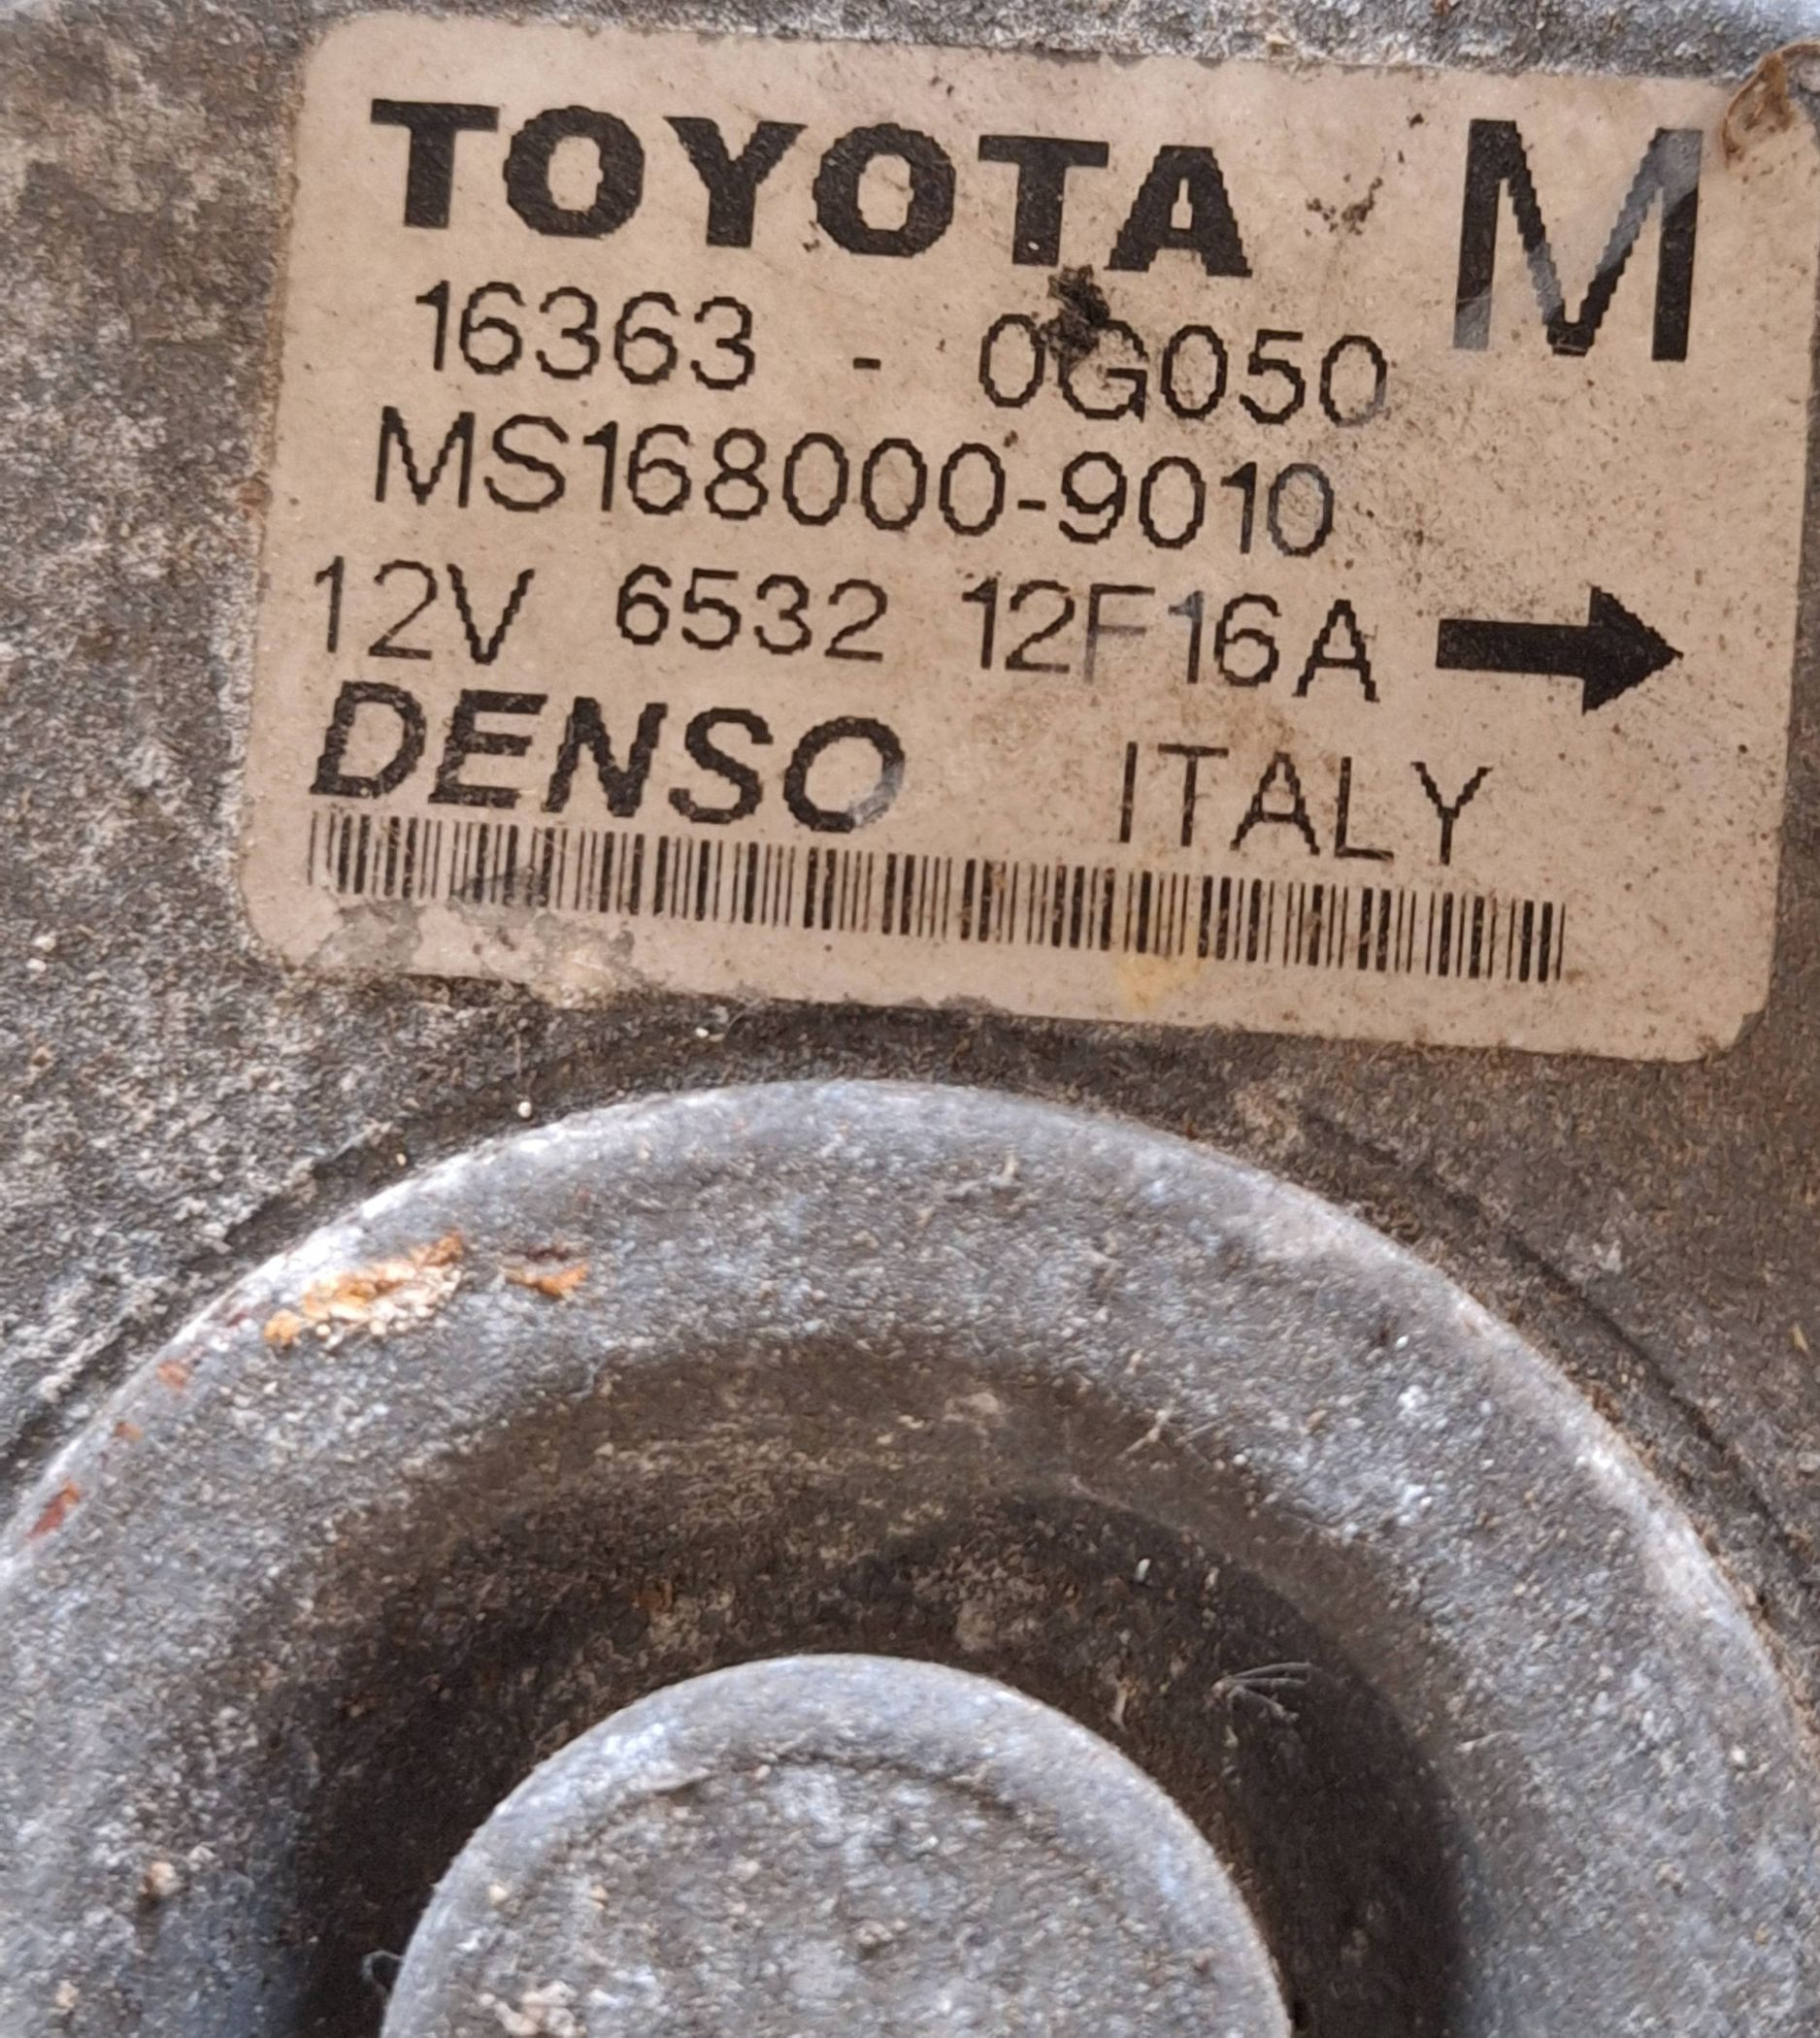 TOYOTA M
16363 - 0G050
MS168000-9010
12V 6532 12F16A →
DENSO ITALY